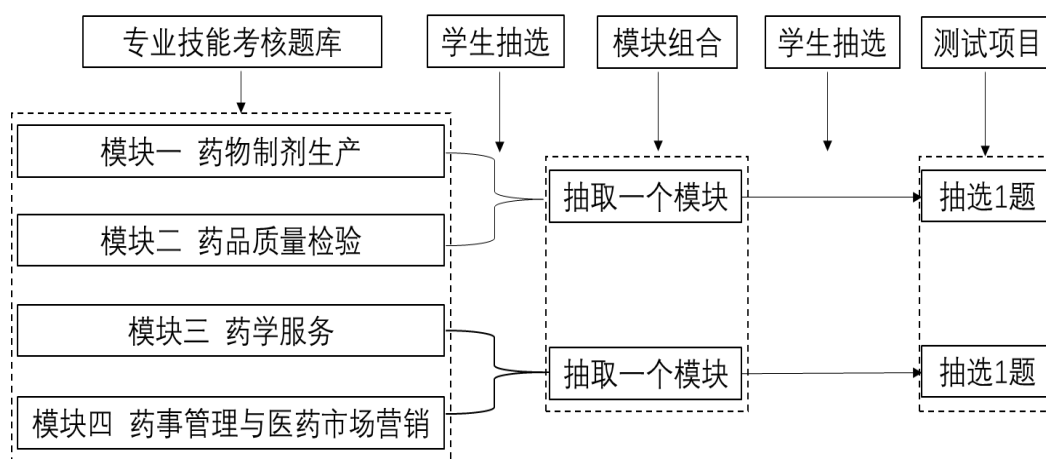 专业技能考核题库
学生抽选
模块组合
学生抽选
测试项目
模块一 药物制剂生产
模块二 药品质量检验
抽取一个模块
抽选1题
模块三 药学服务
模块四 药事管理与医药市场营销
抽取一个模块
抽选1题